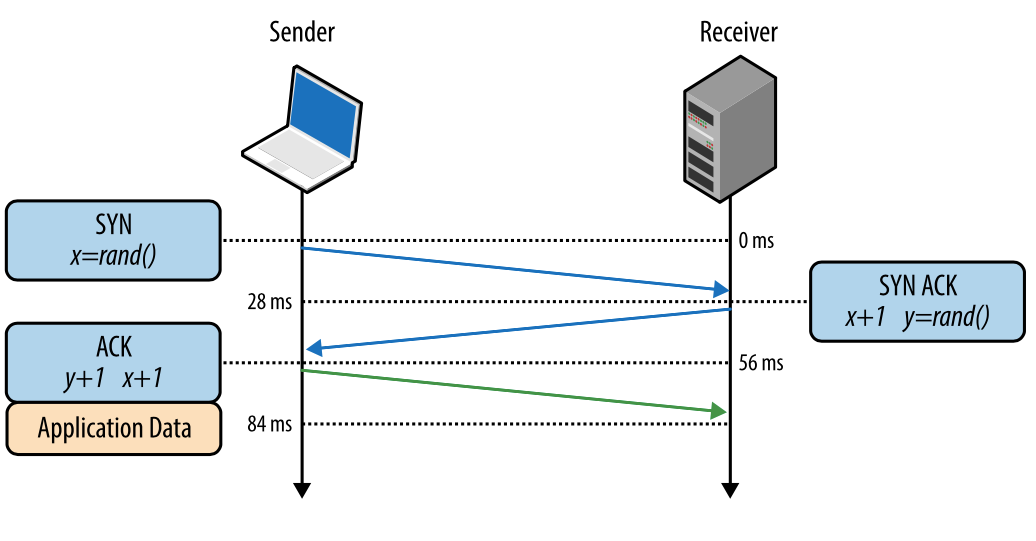 Sender
Receiver
SYN
x=rand()
0 ms
28 ms
SYN ACK
x+1 y=rand()
ACK
y+1 x+1
56 ms
Application Data
84 ms